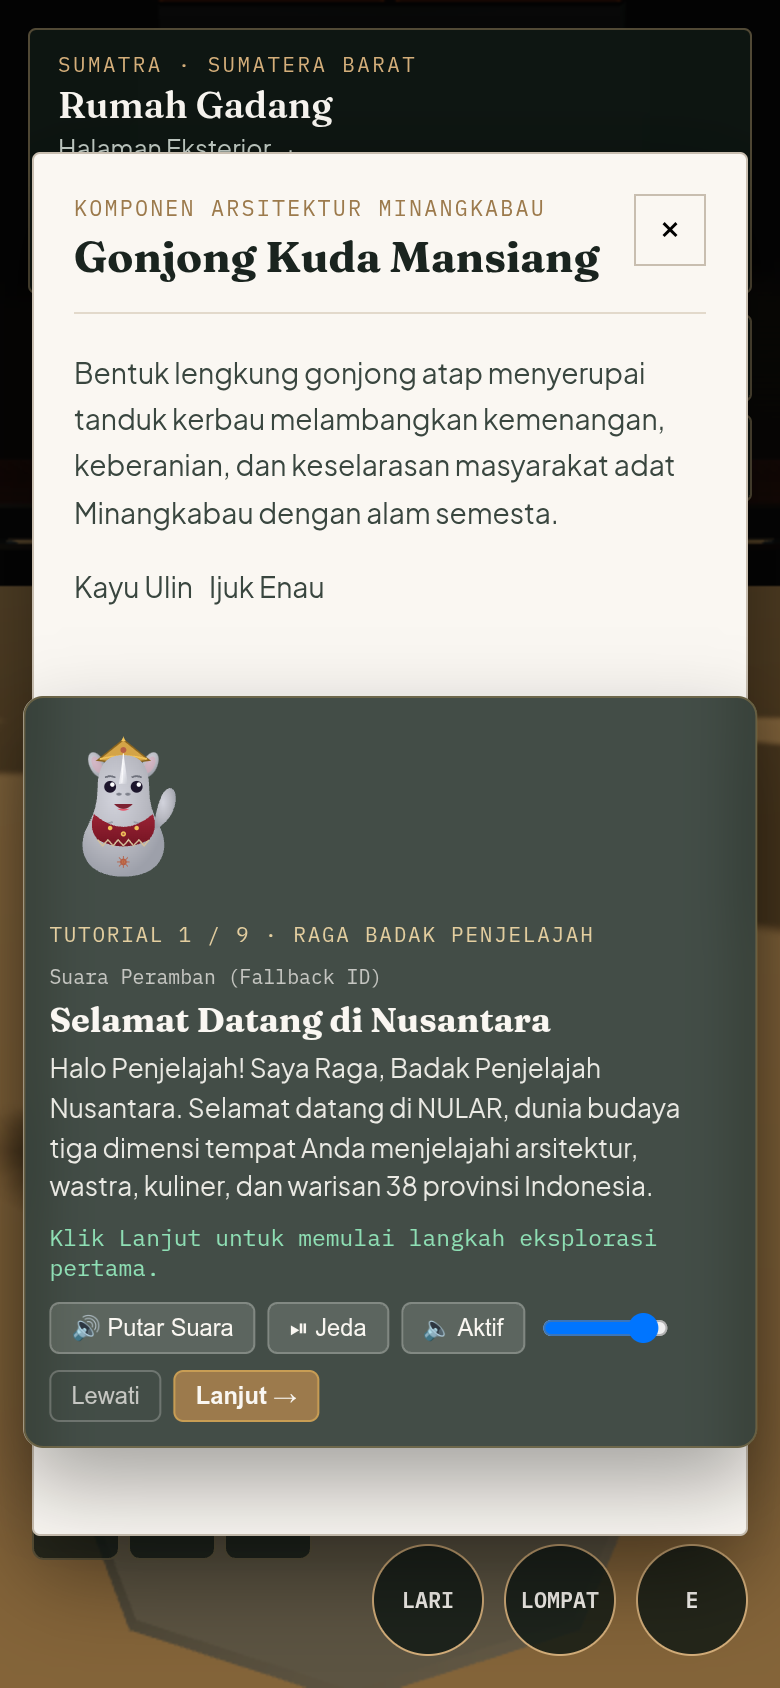 SUMATRA · SUMATERA BARAT
Rumah Gadang
Halaman Eksterior
KOMPONEN ARSITEKTUR MINANGKABAU
Gonjong Kuda Mansiang
×
Bentuk lengkung gonjong atap menyerupai
tanduk kerbau melambangkan kemenangan,
keberanian, dan keselarasan masyarakat adat
Minangkabau dengan alam semesta.
Kayu Ulin Ijuk Enau
TUTORIAL 1 / 9 · RAGA BADAK PENJELAJAH
Suara Peramban (Fallback ID)
Selamat Datang di Nusantara
Halo Penjelajah! Saya Raga, Badak Penjelajah
Nusantara. Selamat datang di NULAR, dunia budaya
tiga dimensi tempat Anda menjelajahi arsitektur,
wastra, kuliner, dan warisan 38 provinsi Indonesia.
Klik Lanjut untuk memulai langkah eksplorasi
pertama.
🔊 Putar Suara ⏯ Jeda 🔈 Aktif
Lewati Lanjut →
LARI LOMPAT E